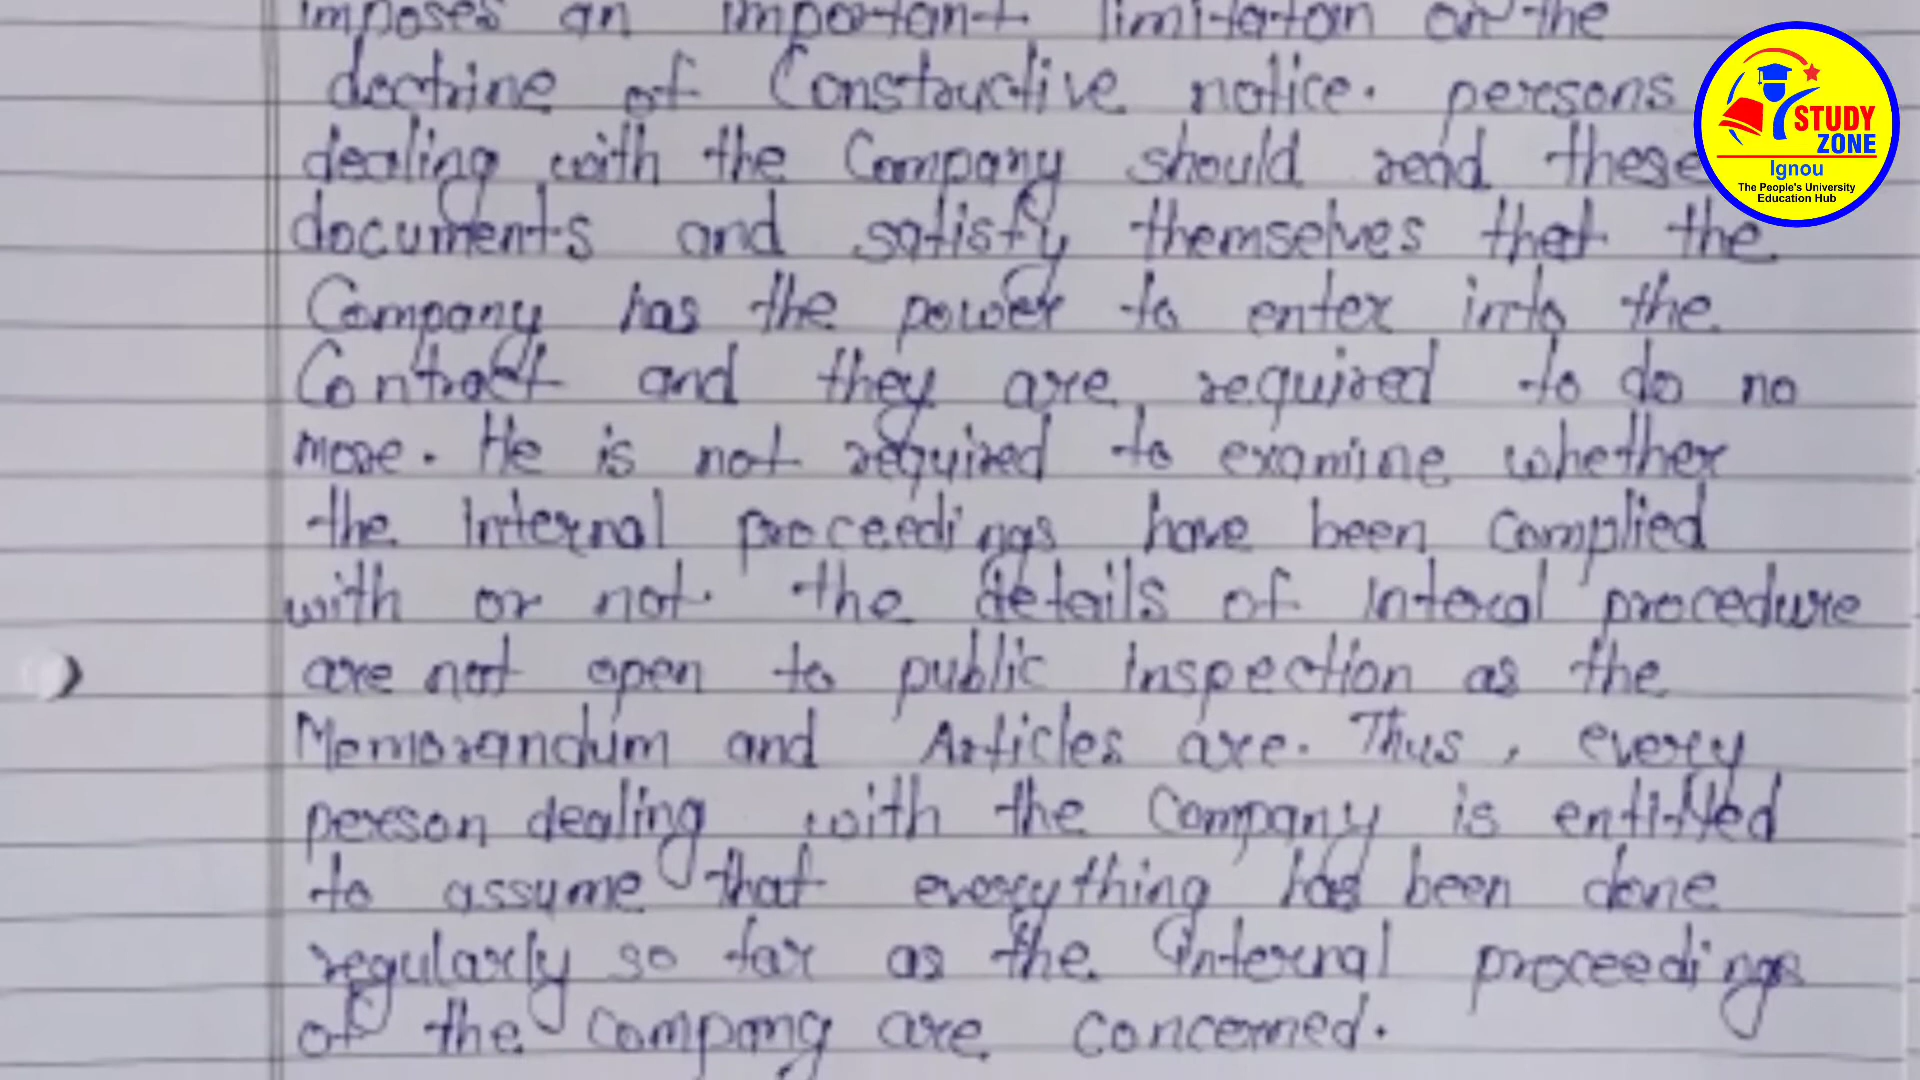 imposes an important limitation on the
doctrine of Constructive notice. persons
dealing with the Company should read these
documents and satisfy themselves that the
Company has the power to enter into the
Contract and they are required to do no
more. He is not required to examine whether
the internal proceedings have been complied
with or not. the details of interal procedure
are not open to public inspection as the
Memorandum and Articles are. Thus, every
person dealing with the Company is entitled
to assume that everything has been done
regularly so far as the internal proceedings
of the company are concerned.
STUDY
ZONE
Ignou
The People's University
Education Hub